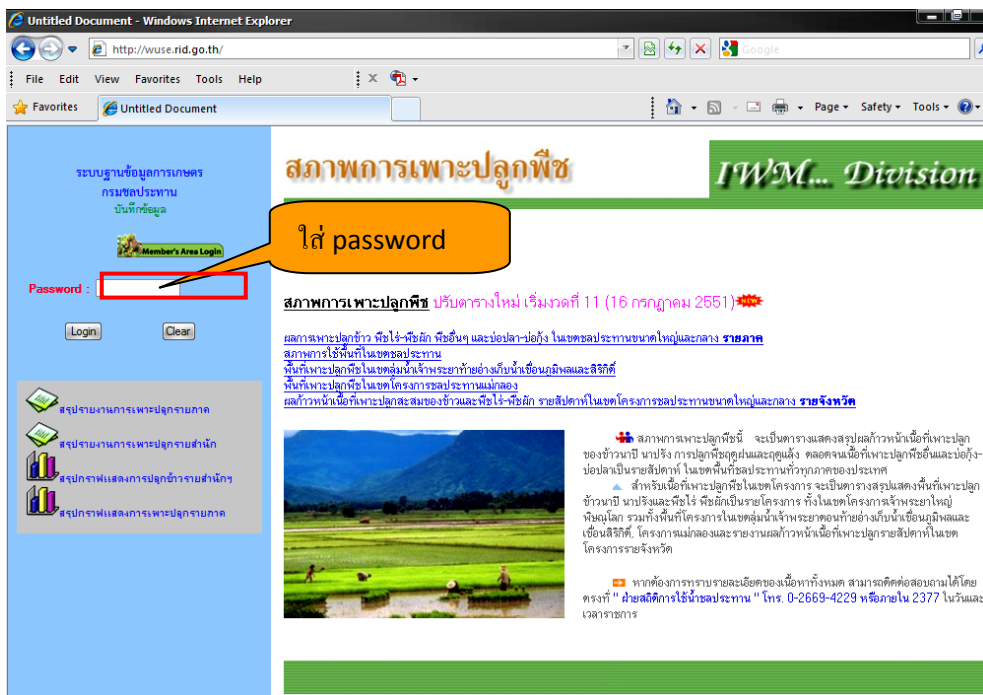 Untitled Document - Windows Internet Explorer
http://wuse.rid.go.th/
Google
File Edit View Favorites Tools Help
Favorites
Untitled Document
Page Safety Tools
ระบบฐานข้อมูลการเกษตร
กรมชลประทาน
บันทึกข้อมูล
Member's Area Login
Password :
Login Clear
สรุปรายงานการเพาะปลูกรายภาค
สรุปรายงานการเพาะปลูกรายสำนัก
สรุปกราฟแสดงการปลูกข้าวรายสำนักฯ
สรุปกราฟแสดงการเพาะปลูกรายภาค
สภาพการเพาะปลูกพืช
IWM... Division
ใส่ password
สภาพการเพาะปลูกพืช ปรับตารางใหม่ เริ่มงวดที่ 11 (16 กรกฎาคม 2551) NEW
ผลการเพาะปลูกข้าว พืชไร่-พืชผัก พืชอื่นๆ และบ่อปลา-บ่อกุ้ง ในเขตชลประทานขนาดใหญ่และกลาง รายภาค
สภาพการใช้พื้นที่ในเขตชลประทาน
พื้นที่เพาะปลูกพืชในเขตลุ่มน้ำเจ้าพระยาท้ายอ่างเก็บน้ำเขื่อนภูมิพลและสิริกิติ์
พื้นที่เพาะปลูกพืชในเขตโครงการชลประทานแม่กลอง
ผลก้าวหน้าเนื้อที่เพาะปลูกสะสมของข้าวและพืชไร่-พืชผัก รายสัปดาห์ในเขตโครงการชลประทานขนาดใหญ่และกลาง รายจังหวัด
สภาพการเพาะปลูกพืชนี้ จะเป็นตารางแสดงสรุปผลก้าวหน้าเนื้อที่เพาะปลูก
ของข้าวนาปี นาปรัง การปลูกพืชฤดูฝนและฤดูแล้ง ตลอดจนเนื้อที่เพาะปลูกพืชอื่นและบ่อกุ้ง-
บ่อปลาเป็นรายสัปดาห์ ในเขตพื้นที่ชลประทานทั่วทุกภาคของประเทศ
สำหรับเนื้อที่เพาะปลูกพืชในเขตโครงการ จะเป็นตารางสรุปแสดงพื้นที่เพาะปลูก
ข้าวนาปี นาปรังและพืชไร่ พืชผักเป็นรายโครงการ ทั้งในเขตโครงการเจ้าพระยาใหญ่
พิษณุโลก รวมทั้งพื้นที่โครงการในเขตลุ่มน้ำเจ้าพระยาตอนท้ายอ่างเก็บน้ำเขื่อนภูมิพลและ
เขื่อนสิริกิติ์, โครงการแม่กลองและรายงานผลก้าวหน้าเนื้อที่เพาะปลูกรายสัปดาห์ในเขต
โครงการรายจังหวัด
หากต้องการทราบรายละเอียดของเนื้อหาทั้งหมด สามารถติดต่อสอบถามได้โดย
ตรงที่ " ฝ่ายสถิติการใช้น้ำชลประทาน " โทร. 0-2669-4229 หรือภายใน 2377 ในวันและ
เวลาราชการ